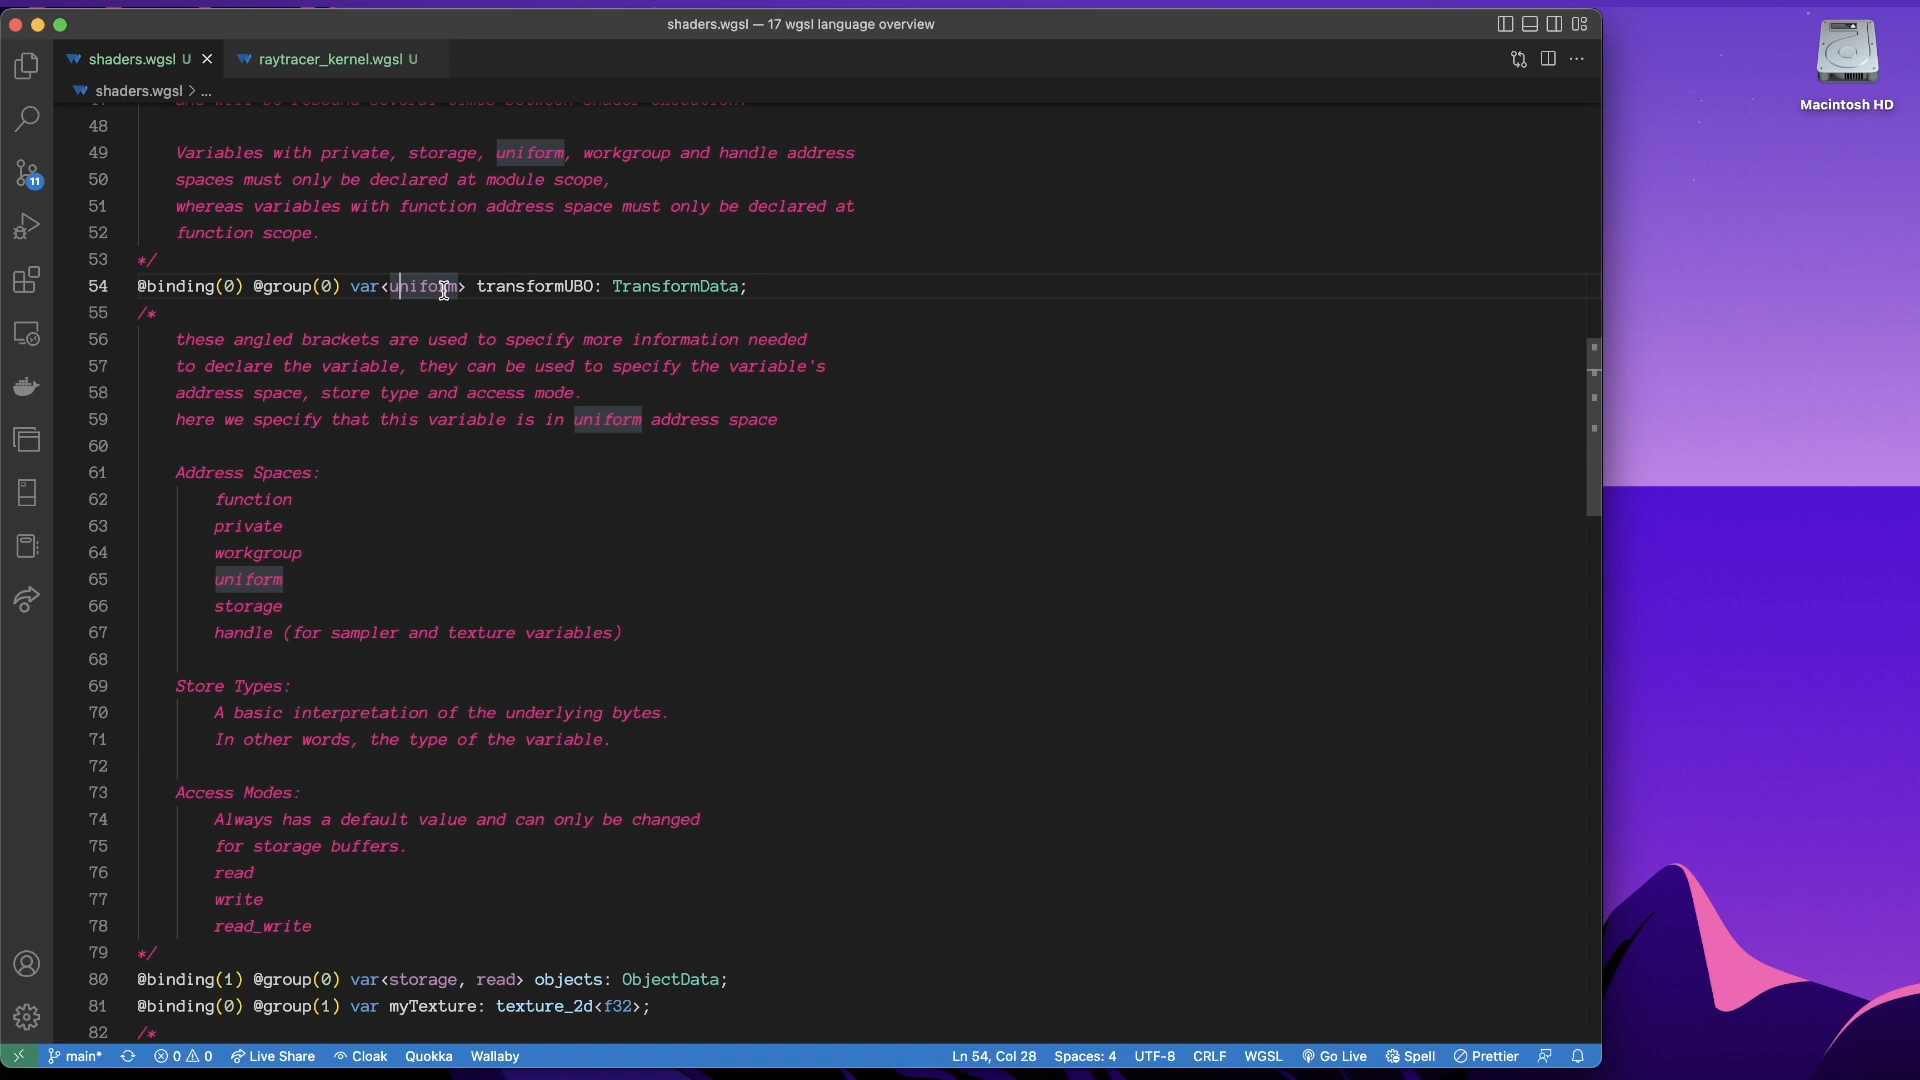 shaders.wgsl — 17 wgsl language overview
shaders.wgsl U
raytracer_kernel.wgsl U
shaders.wgsl > ...
Macintosh HD
11
47 and will be rebound several times between shader execution.
48
49 Variables with private, storage, uniform, workgroup and handle address
50 spaces must only be declared at module scope,
51 whereas variables with function address space must only be declared at
52 function scope.
53 */
54 @binding(0) @group(0) var<uniform> transformUBO: TransformData;
55 /*
56 these angled brackets are used to specify more information needed
57 to declare the variable, they can be used to specify the variable's
58 address space, store type and access mode.
59 here we specify that this variable is in uniform address space
60
61 Address Spaces:
62 function
63 private
64 workgroup
65 uniform
66 storage
67 handle (for sampler and texture variables)
68
69 Store Types:
70 A basic interpretation of the underlying bytes.
71 In other words, the type of the variable.
72
73 Access Modes:
74 Always has a default value and can only be changed
75 for storage buffers.
76 read
77 write
78 read_write
79 */
80 @binding(1) @group(0) var<storage, read> objects: ObjectData;
81 @binding(0) @group(1) var myTexture: texture_2d<f32>;
82 /*
main* 0 0 Live Share Cloak Quokka Wallaby Ln 54, Col 28 Spaces: 4 UTF-8 CRLF WGSL Go Live Spell Prettier